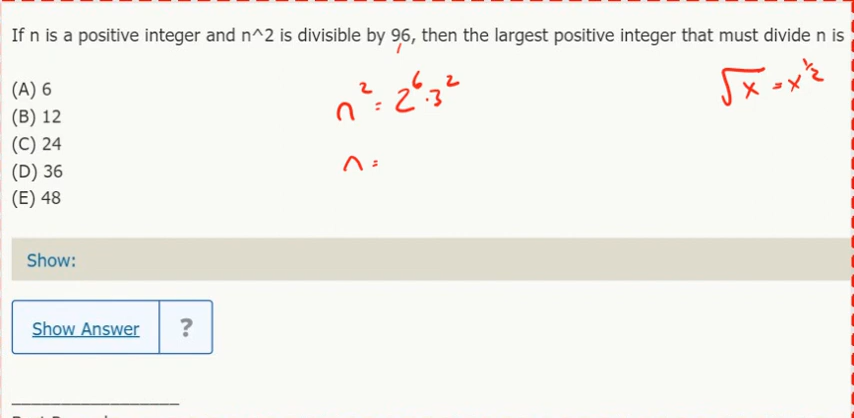 If n is a positive integer and n^2 is divisible by 96, then the largest positive integer that must divide n is
(A) 6
(B) 12
(C) 24
(D) 36
(E) 48
n² = 2⁶·3²
n =
√x = x^½
Show:
Show Answer
?